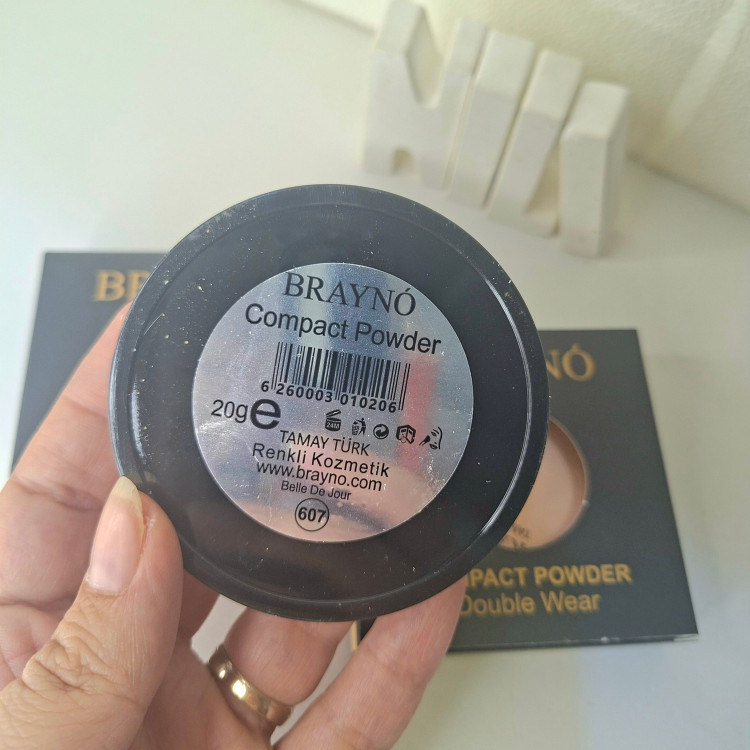 BRAYNÓ
Compact Powder
6 260003 010206
20g e
24M
TAMAY TÜRK
Renkli Kozmetik
www.brayno.com
Belle De Jour
607
COMPACT POWDER
Double Wear